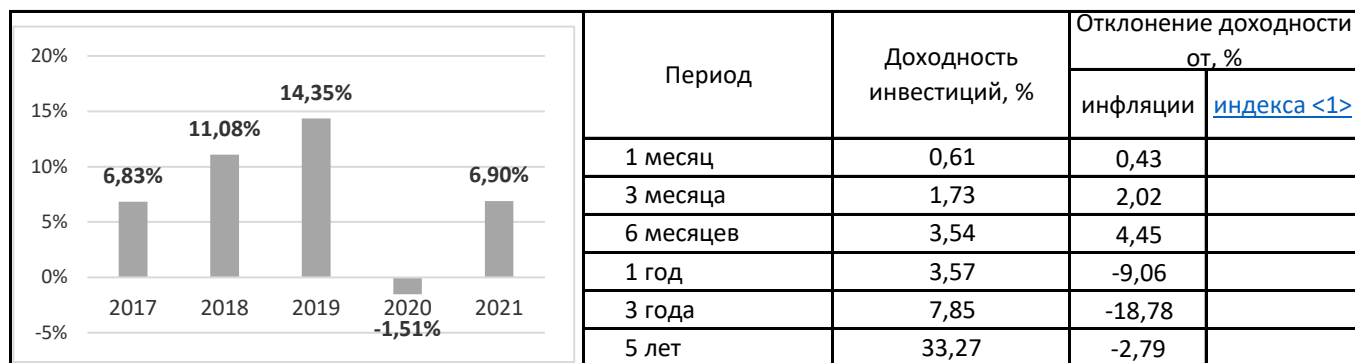 20%
15%
10%
5%
0%
-5%
6,83%
11,08%
14,35%
-1,51%
6,90%
2017 2018 2019 2020 2021
Период
Доходность
инвестиций, %
Отклонение доходности
от, %
инфляции индекса <1>
1 месяц 0,61 0,43
3 месяца 1,73 2,02
6 месяцев 3,54 4,45
1 год 3,57 -9,06
3 года 7,85 -18,78
5 лет 33,27 -2,79